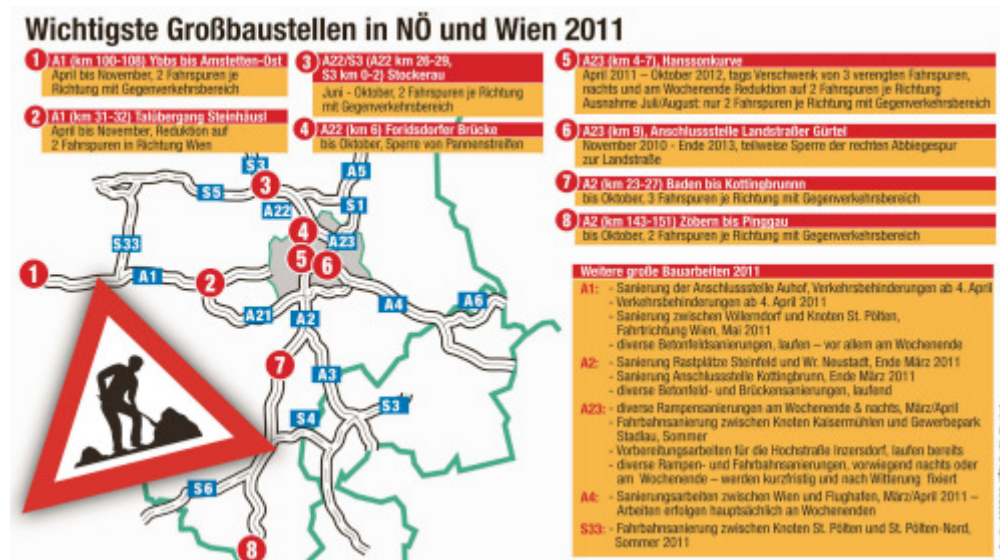 Wichtigste Großbaustellen in NÖ und Wien 2011
1 A1 (km 100-108) Ybbs bis Amstetten-Ost
April bis November, 2 Fahrspuren je
Richtung mit Gegenverkehrsbereich
2 A1 (km 31-32) Talübergang Steinhäusl
April bis November, Reduktion auf
2 Fahrspuren in Richtung Wien
3 A22/S3 (A22 km 26-29,
S3 km 0-2) Stockerau
Juni - Oktober, 2 Fahrspuren je Richtung
mit Gegenverkehrsbereich
4 A22 (km 6) Foridsdorfer Brücke
bis Oktober, Sperre von Pannenstreifen
5 A23 (km 4-7), Hanssonkurve
April 2011 – Oktober 2012, tags Verschwenk von 3 verengten Fahrspuren,
nachts und am Wochenende Reduktion auf 2 Fahrspuren je Richtung
Ausnahme Juli/August: nur 2 Fahrspuren je Richtung mit Gegenverkehrsbereich
6 A23 (km 9), Anschlussstelle Landstraßer Gürtel
November 2010 - Ende 2013, teilweise Sperre der rechten Abbiegespur
zur Landstraße
7 A2 (km 23-27) Baden bis Kottingbrunnn
bis Oktober, 3 Fahrspuren je Richtung mit Gegenverkehrsbereich
8 A2 (km 143-151) Zöbern bis Pinggau
bis Oktober, 2 Fahrspuren je Richtung mit Gegenverkehrsbereich
S3
A5
3
S5
A22
S1
4
A23
S33
5
6
1
A1
2
A4
A6
A21
A2
7
A3
S3
S4
S6
8
Weitere große Bauarbeiten 2011
A1: - Sanierung der Anschlussstelle Auhof, Verkehrsbehinderungen ab 4. April
- Verkehrsbehinderungen ab 4. April 2011
- Sanierung zwischen Völlerndorf und Knoten St. Pölten,
Fahrtrichtung Wien, Mai 2011
- diverse Betonfeldsanierungen, laufen – vor allem am Wochenende
A2: - Sanierung Rastplätze Steinfeld und Wr. Neustadt, Ende März 2011
- Sanierung Anschlussstelle Kottingbrunn, Ende März 2011
- diverse Betonfeld- und Brückensanierungen, laufend
A23: - diverse Rampensanierungen am Wochenende & nachts, März/April
- Fahrbahnsanierung zwischen Knoten Kaisermühlen und Gewerbepark
Stadlau, Sommer
- Vorbereitungsarbeiten für die Hochstraße Inzersdorf, laufen bereits
- diverse Rampen- und Fahrbahnsanierungen, vorwiegend nachts oder
am Wochenende – werden kurzfristig und nach Witterung fixiert
A4: - Sanierungsarbeiten zwischen Wien und Flughafen, März/April 2011 –
Arbeiten erfolgen hauptsächlich an Wochenenden
S33: - Fahrbahnsanierung zwischen Knoten St. Pölten und St. Pölten-Nord,
Sommer 2011